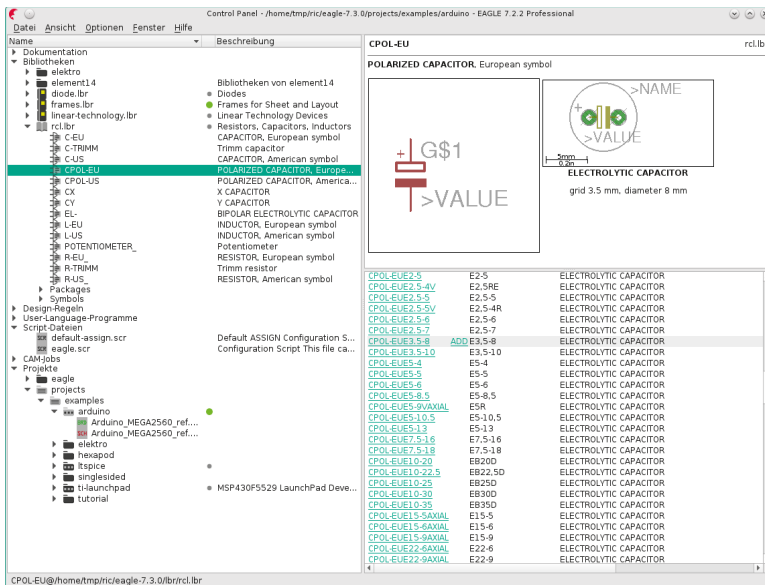 Control Panel - /home/tmp/ric/eagle-7.3.0/projects/examples/arduino - EAGLE 7.2.2 Professional
Datei Ansicht Optionen Fenster Hilfe
Name Beschreibung
Dokumentation
Bibliotheken
elektro
element14 Bibliotheken von element14
diode.lbr Diodes
frames.lbr Frames for Sheet and Layout
linear-technology.lbr Linear Technology Devices
rcl.lbr Resistors, Capacitors, Inductors
C-EU CAPACITOR, European symbol
C-TRIMM Trimm capacitor
C-US CAPACITOR, American symbol
CPOL-EU POLARIZED CAPACITOR, Europe...
CPOL-US POLARIZED CAPACITOR, America...
CX X CAPACITOR
CY Y CAPACITOR
EL- BIPOLAR ELECTROLYTIC CAPACITOR
L-EU INDUCTOR, European symbol
L-US INDUCTOR, American symbol
POTENTIOMETER_ Potentiometer
R-EU_ RESISTOR, European symbol
R-TRIMM Trimm resistor
R-US_ RESISTOR, American symbol
Packages
Symbols
Design-Regeln
User-Language-Programme
Script-Dateien
default-assign.scr Default ASSIGN Configuration S...
eagle.scr Configuration Script This file ca...
CAM-Jobs
Projekte
eagle
projects
examples
arduino
Arduino_MEGA2560_ref....
Arduino_MEGA2560_ref....
elektro
hexapod
ltspice
singlesided
ti-launchpad MSP430F5529 LaunchPad Deve...
tutorial
CPOL-EU rcl.lb
POLARIZED CAPACITOR, European symbol
+ G$1
>VALUE
>NAME
+
>VALUE
5mm
0.2in
ELECTROLYTIC CAPACITOR
grid 3.5 mm, diameter 8 mm
CPOL-EUE2-5 E2-5 ELECTROLYTIC CAPACITOR
CPOL-EUE2.5-4V E2,5RE ELECTROLYTIC CAPACITOR
CPOL-EUE2.5-5 E2,5-5 ELECTROLYTIC CAPACITOR
CPOL-EUE2.5-5V E2,5-4R ELECTROLYTIC CAPACITOR
CPOL-EUE2.5-6 E2,5-6 ELECTROLYTIC CAPACITOR
CPOL-EUE2.5-7 E2,5-7 ELECTROLYTIC CAPACITOR
CPOL-EUE3.5-8 ADD E3,5-8 ELECTROLYTIC CAPACITOR
CPOL-EUE3.5-10 E3,5-10 ELECTROLYTIC CAPACITOR
CPOL-EUE5-4 E5-4 ELECTROLYTIC CAPACITOR
CPOL-EUE5-5 E5-5 ELECTROLYTIC CAPACITOR
CPOL-EUE5-6 E5-6 ELECTROLYTIC CAPACITOR
CPOL-EUE5-8.5 E5-8,5 ELECTROLYTIC CAPACITOR
CPOL-EUE5-9VAXIAL E5R ELECTROLYTIC CAPACITOR
CPOL-EUE5-10.5 E5-10,5 ELECTROLYTIC CAPACITOR
CPOL-EUE5-13 E5-13 ELECTROLYTIC CAPACITOR
CPOL-EUE7.5-16 E7,5-16 ELECTROLYTIC CAPACITOR
CPOL-EUE7.5-18 E7,5-18 ELECTROLYTIC CAPACITOR
CPOL-EUE10-20 EB20D ELECTROLYTIC CAPACITOR
CPOL-EUE10-22.5 EB22,5D ELECTROLYTIC CAPACITOR
CPOL-EUE10-25 EB25D ELECTROLYTIC CAPACITOR
CPOL-EUE10-30 EB30D ELECTROLYTIC CAPACITOR
CPOL-EUE10-35 EB35D ELECTROLYTIC CAPACITOR
CPOL-EUE15-5AXIAL E15-5 ELECTROLYTIC CAPACITOR
CPOL-EUE15-6AXIAL E15-6 ELECTROLYTIC CAPACITOR
CPOL-EUE15-9AXIAL E15-9 ELECTROLYTIC CAPACITOR
CPOL-EUE22-6AXIAL E22-6 ELECTROLYTIC CAPACITOR
CPOL-EUE22-9AXIAL E22-9 ELECTROLYTIC CAPACITOR
CPOL-EU@/home/tmp/ric/eagle-7.3.0/lbr/rcl.lbr